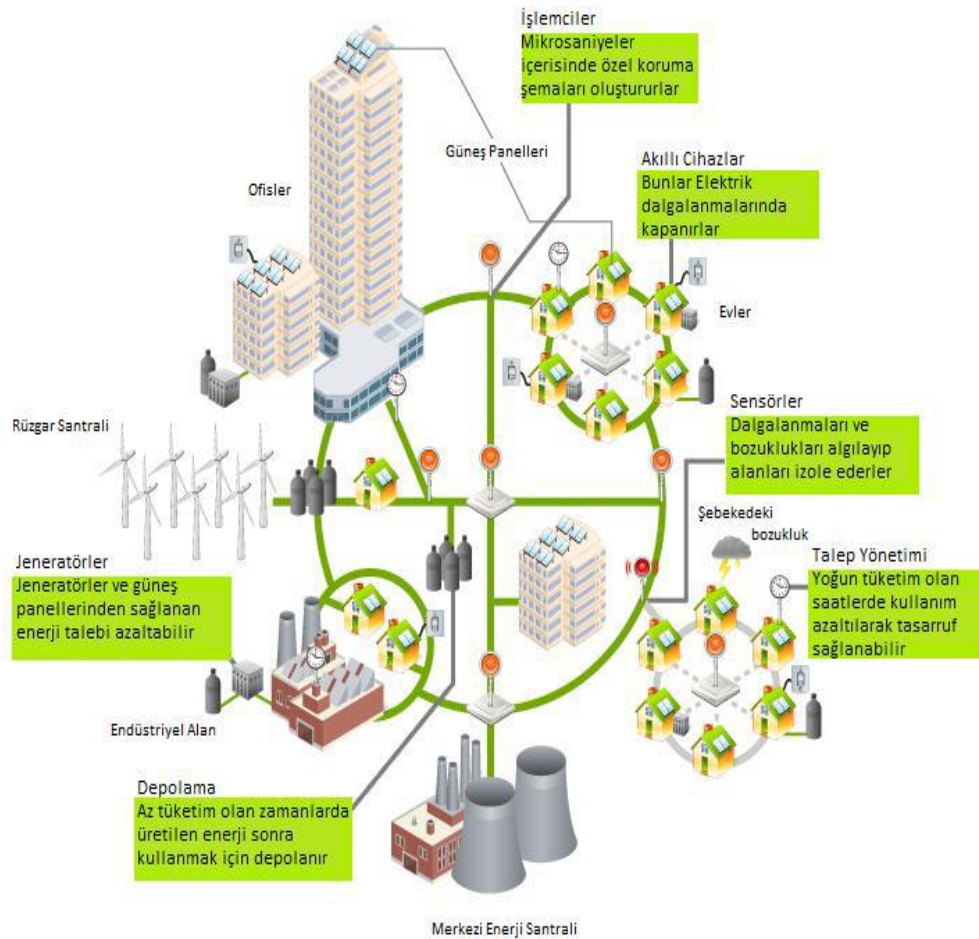 İşlemciler
Mikrosaniyeler
içerisinde özel koruma
şemaları oluştururlar
Güneş Panelleri
Ofisler
Akıllı Cihazlar
Bunlar Elektrik
dalgalanmalarında
kapanırlar
Evler
Sensörler
Dalgalanmaları ve
bozuklukları algılayıp
alanları izole ederler
Rüzgar Santrali
Şebekedeki
bozukluk
Talep Yönetimi
Yoğun tüketim olan
saatlerde kullanım
azaltılarak tasarruf
sağlanabilir
Jeneratörler
Jeneratörler ve güneş
panellerinden sağlanan
enerji talebi azaltabilir
Endüstriyel Alan
Depolama
Az tüketim olan zamanlarda
üretilen enerji sonra
kullanmak için depolanır
Merkezi Enerji Santrali